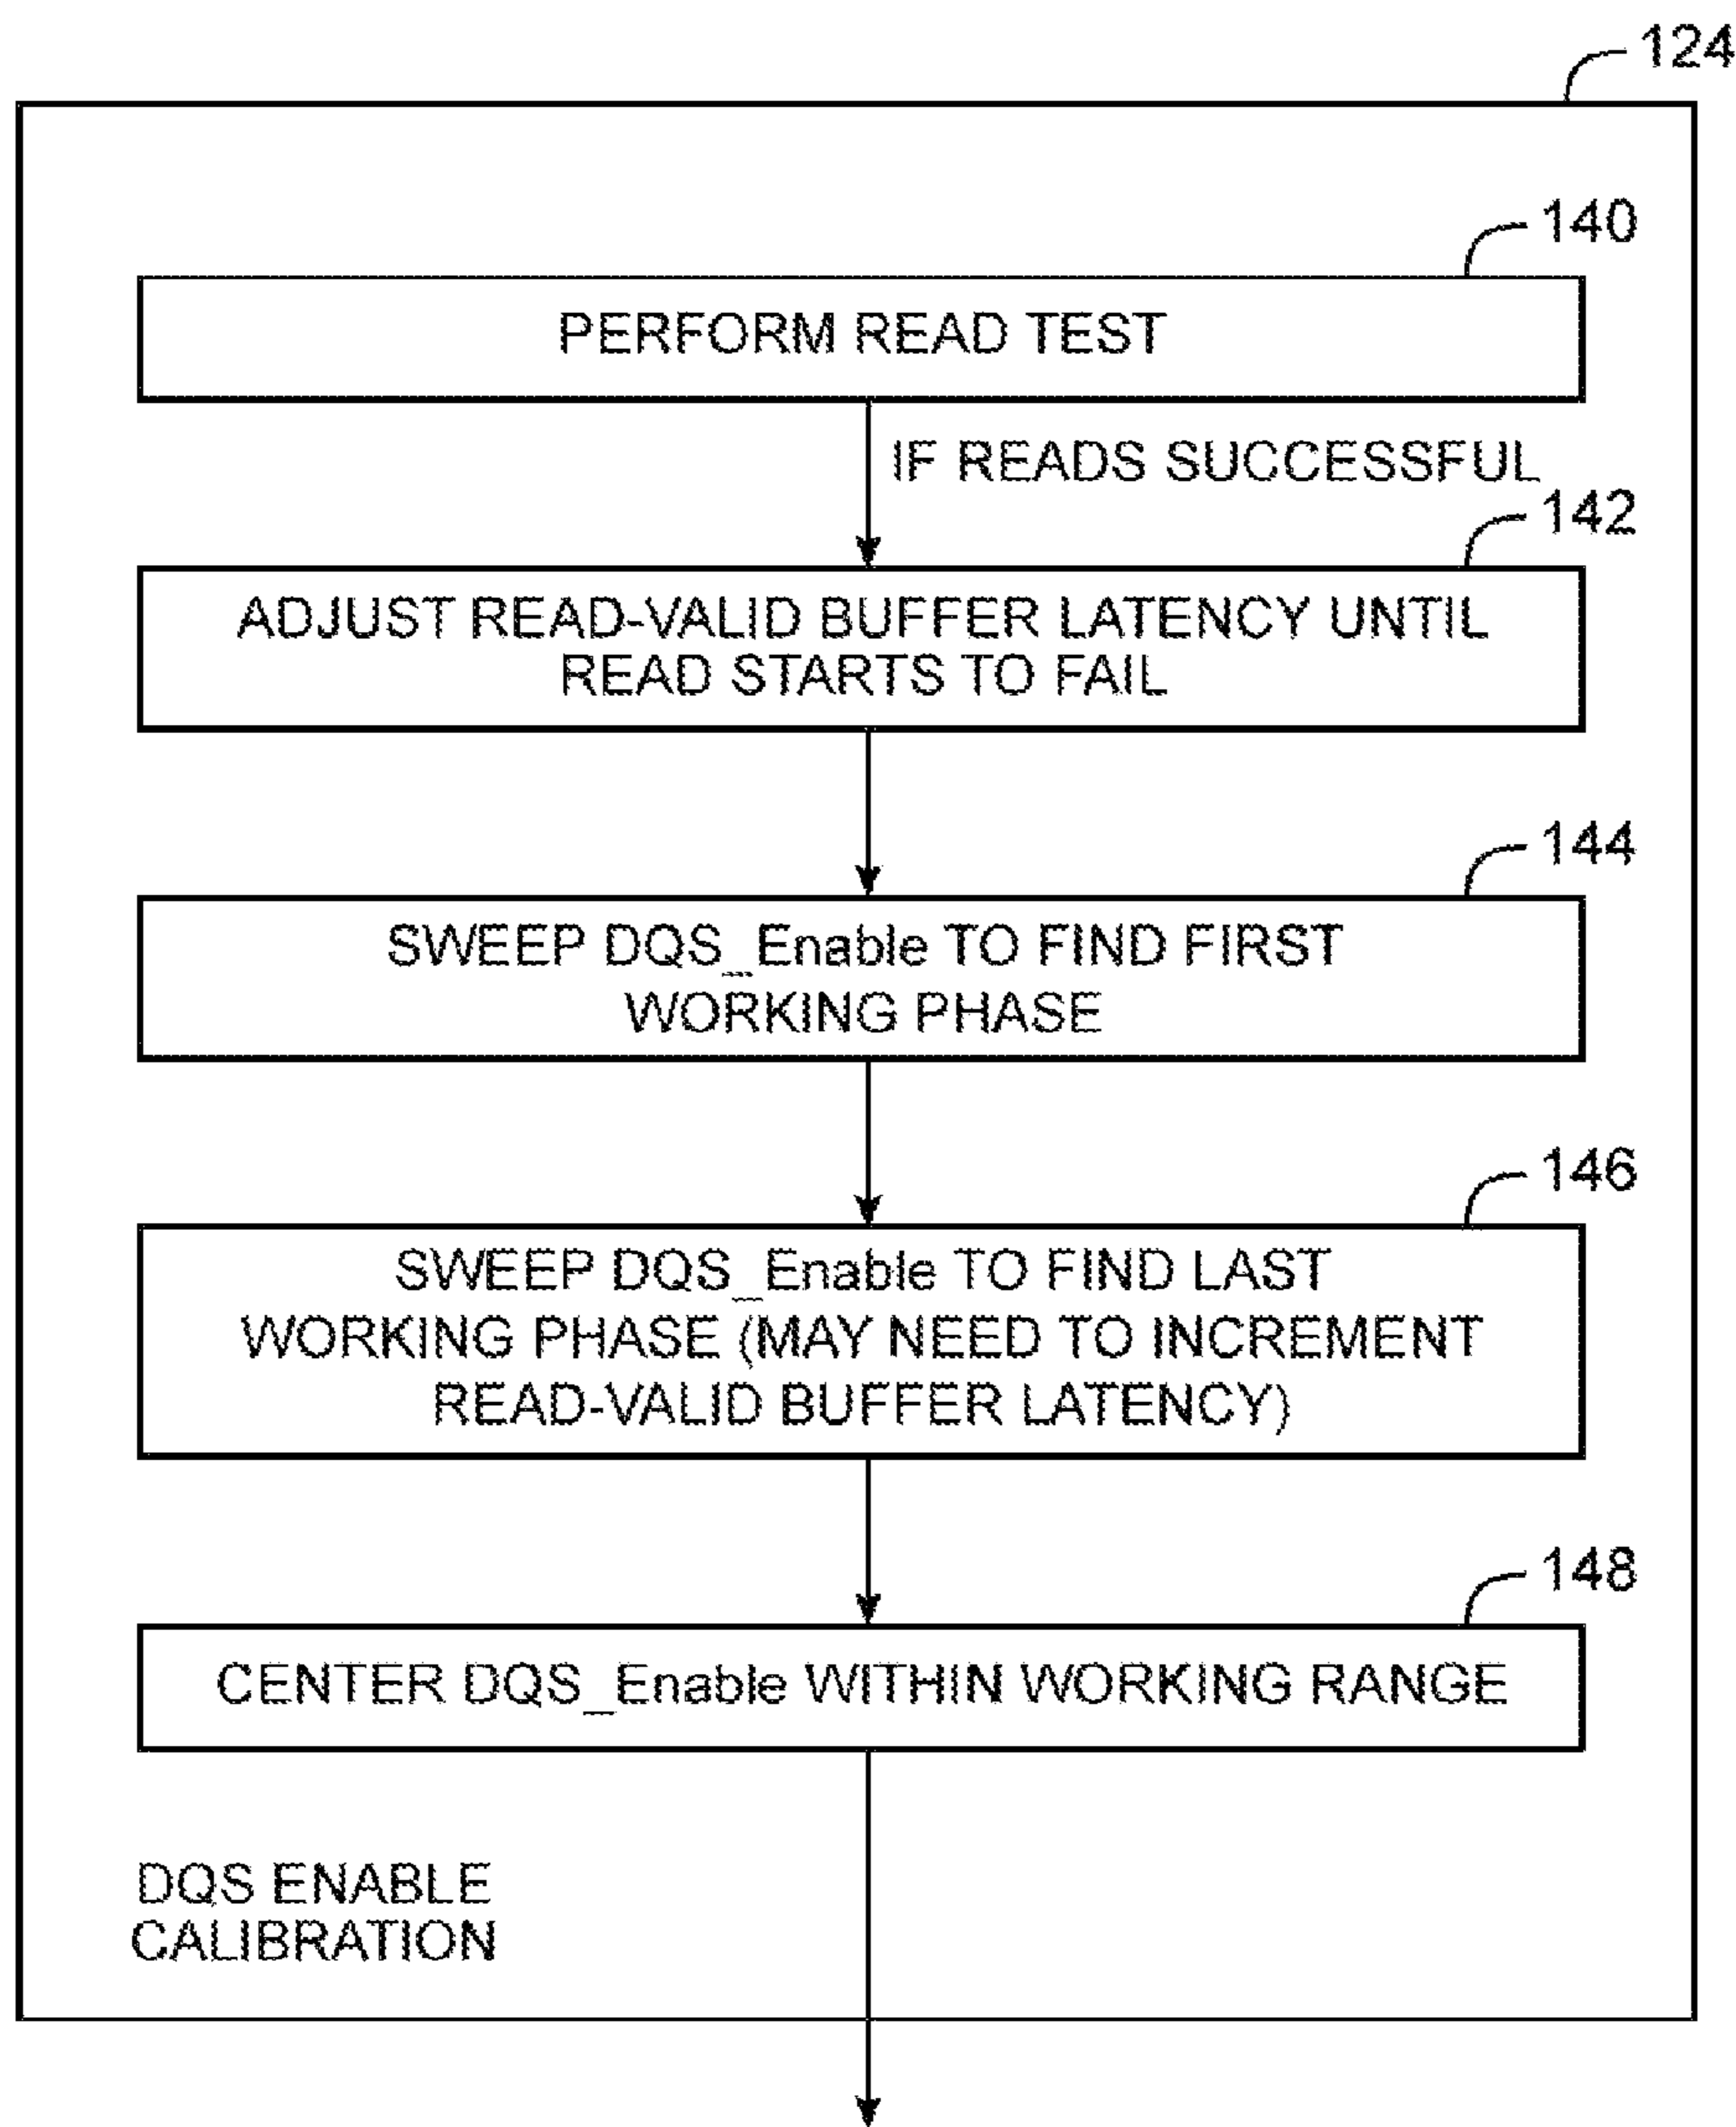 124
140
PERFORM READ TEST
IF READS SUCCESSFUL
142
ADJUST READ-VALID BUFFER LATENCY UNTIL
READ STARTS TO FAIL
144
SWEEP DQS_Enable TO FIND FIRST
WORKING PHASE
146
SWEEP DQS_Enable TO FIND LAST
WORKING PHASE (MAY NEED TO INCREMENT
READ-VALID BUFFER LATENCY)
148
CENTER DQS_Enable WITHIN WORKING RANGE
DQS ENABLE
CALIBRATION